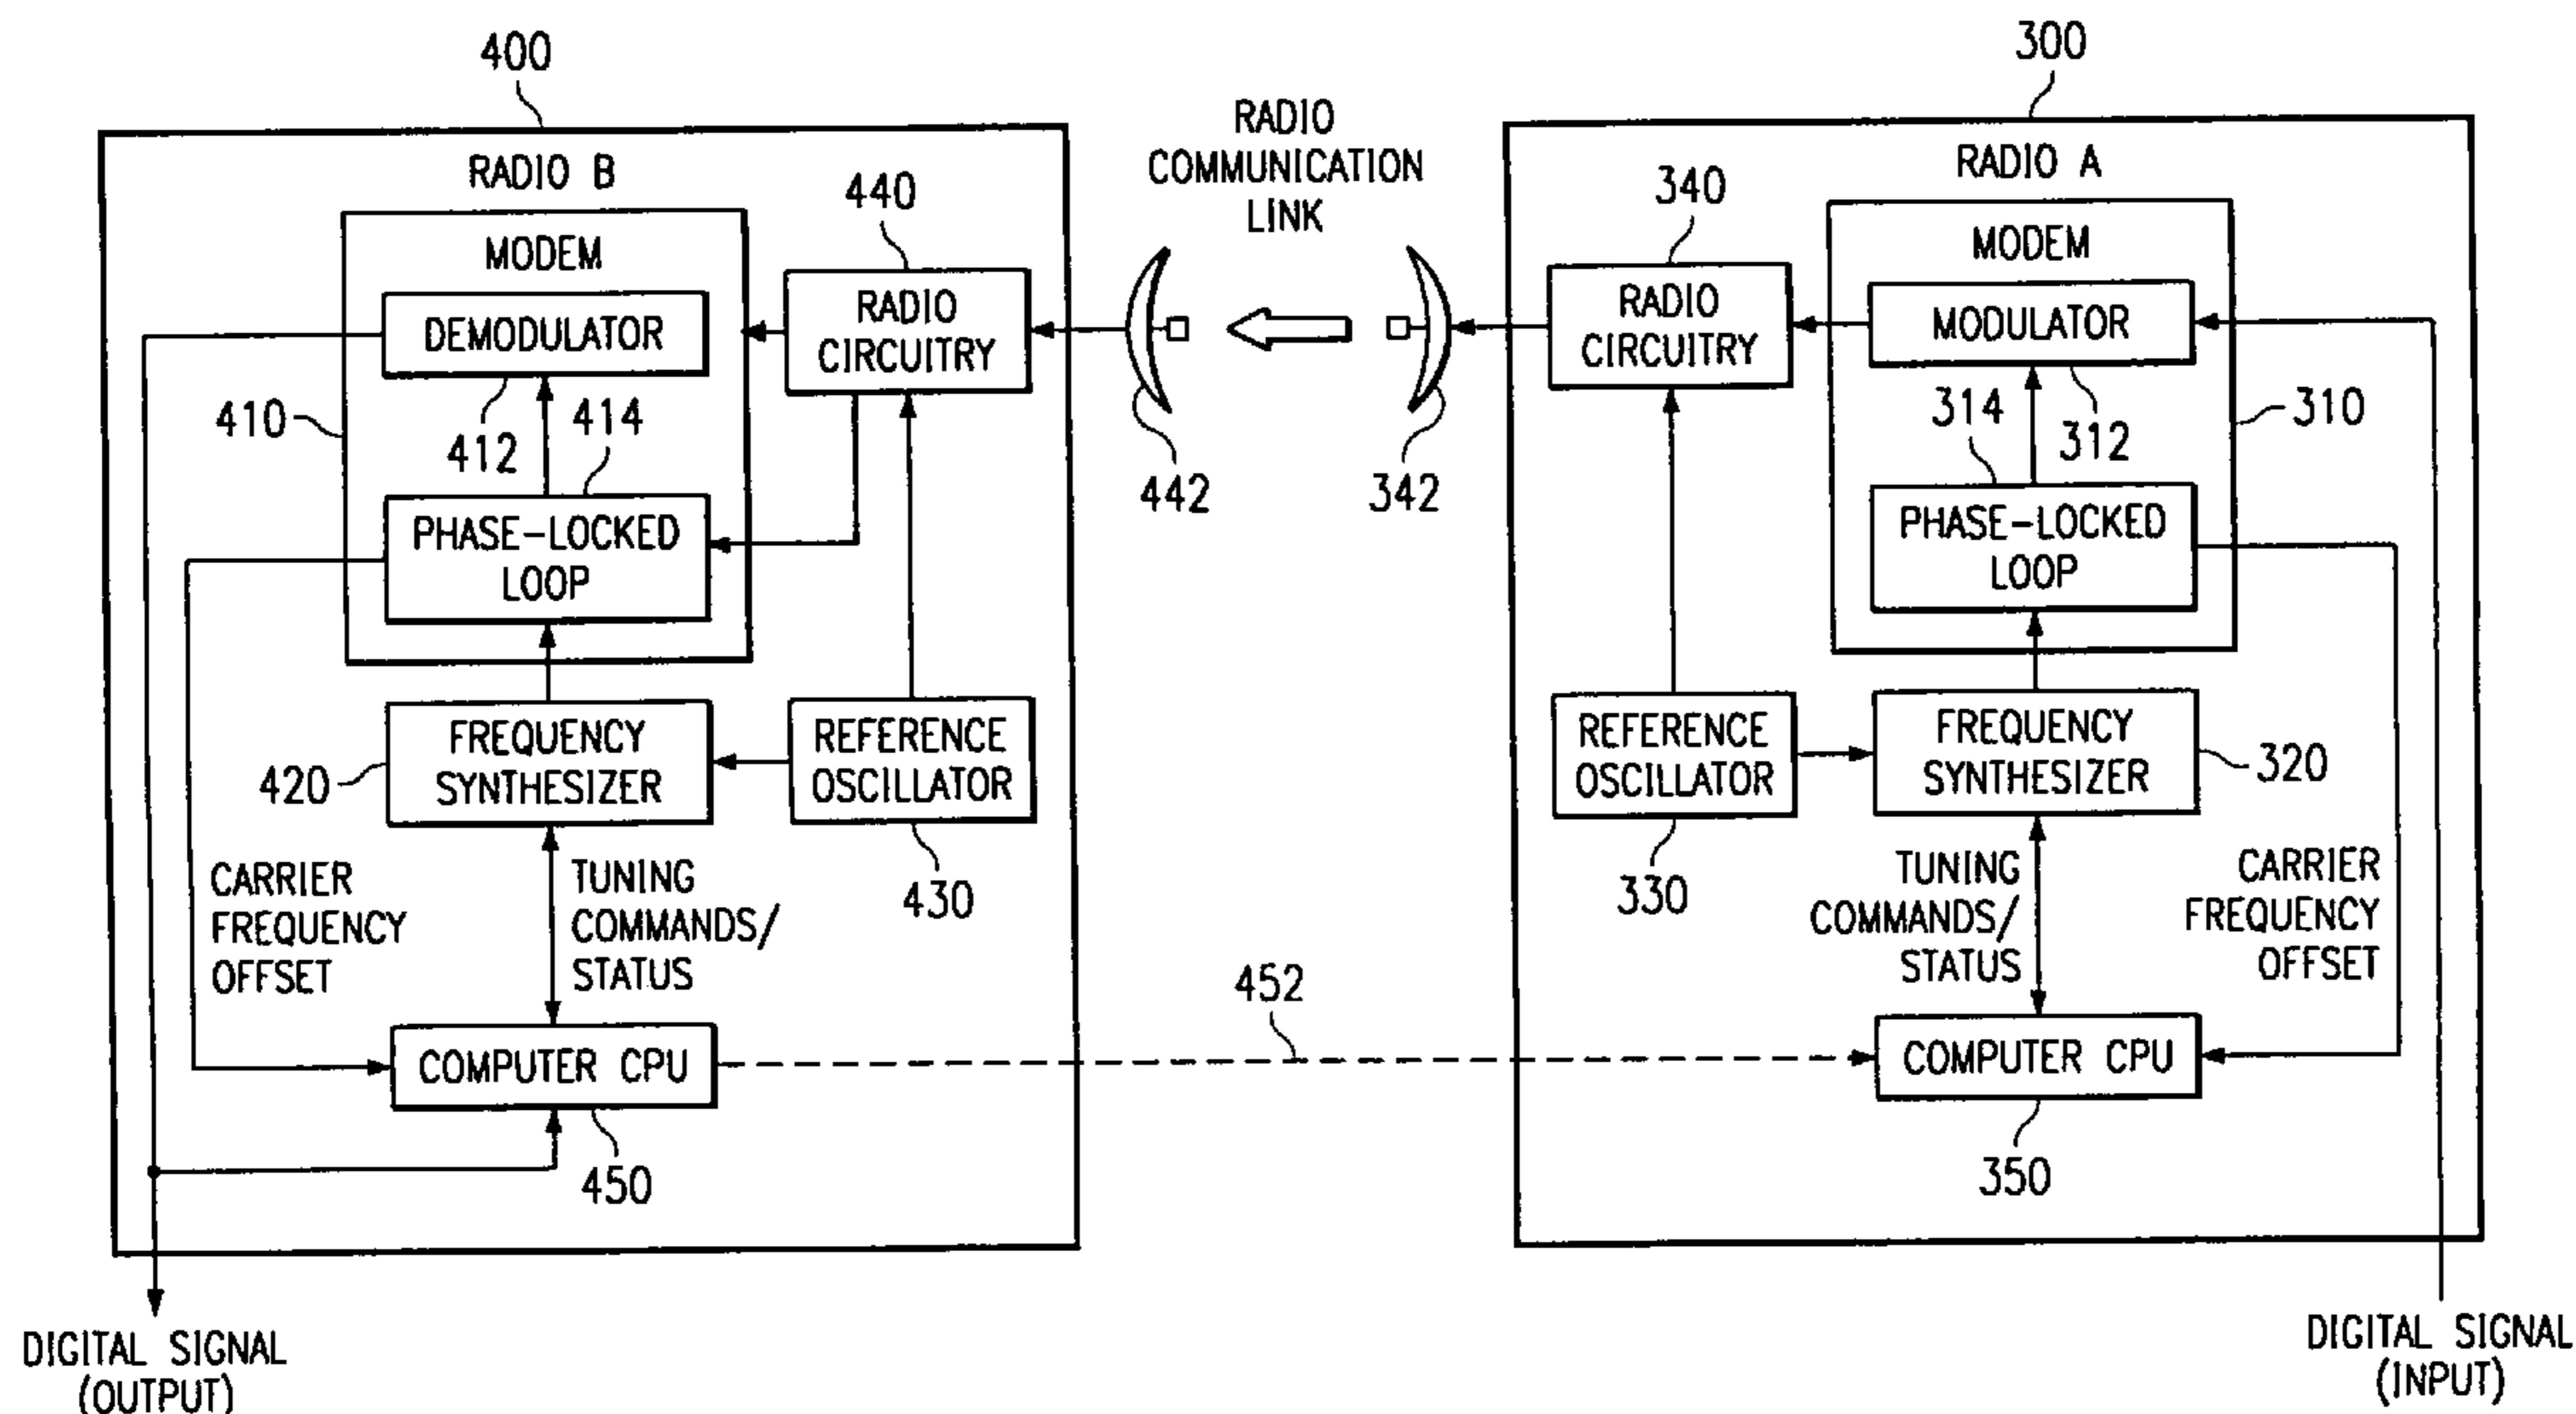 400
300
RADIO
COMMUNICATION
LINK
RADIO B
MODEM
440
RADIO
CIRCUITRY
DEMODULATOR
410
412
414
PHASE-LOCKED
LOOP
442
342
FREQUENCY
SYNTHESIZER
420
REFERENCE
OSCILLATOR
430
CARRIER
FREQUENCY
OFFSET
TUNING
COMMANDS/
STATUS
COMPUTER CPU
450
452
DIGITAL SIGNAL
(OUTPUT)
RADIO A
340
MODEM
RADIO
CIRCUITRY
MODULATOR
314
312
310
PHASE-LOCKED
LOOP
REFERENCE
OSCILLATOR
330
FREQUENCY
SYNTHESIZER
320
TUNING
COMMANDS/
STATUS
CARRIER
FREQUENCY
OFFSET
COMPUTER CPU
350
DIGITAL SIGNAL
(INPUT)